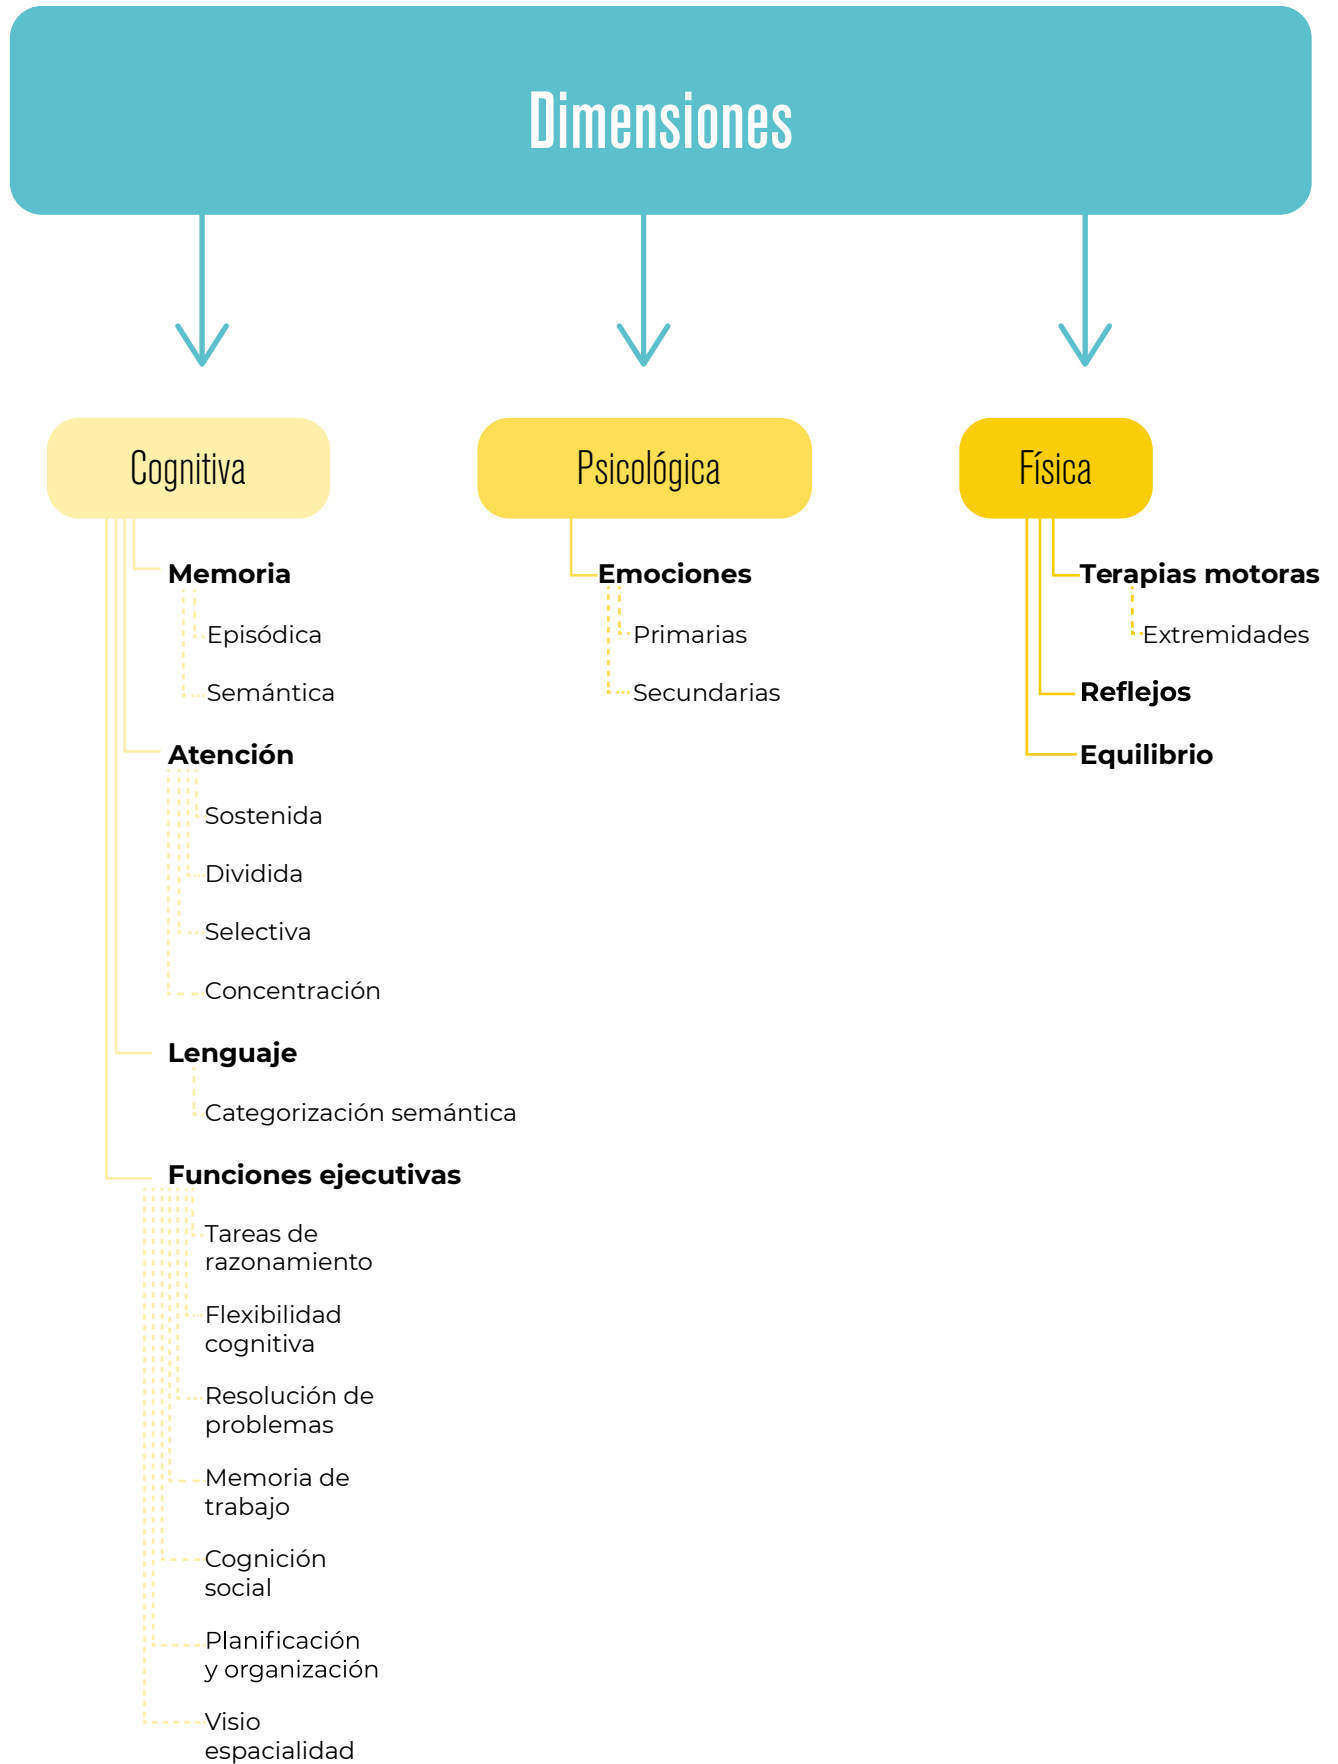 Dimensiones
Cognitiva
Memoria
Episódica
Semántica
Atención
Sostenida
Dividida
Selectiva
Concentración
Lenguaje
Categorización semántica
Funciones ejecutivas
Tareas de
razonamiento
Flexibilidad
cognitiva
Resolución de
problemas
Memoria de
trabajo
Cognición
social
Planificación
y organización
Visio
espacialidad
Psicológica
Emociones
Primarias
Secundarias
Física
Terapias motoras
Extremidades
Reflejos
Equilibrio